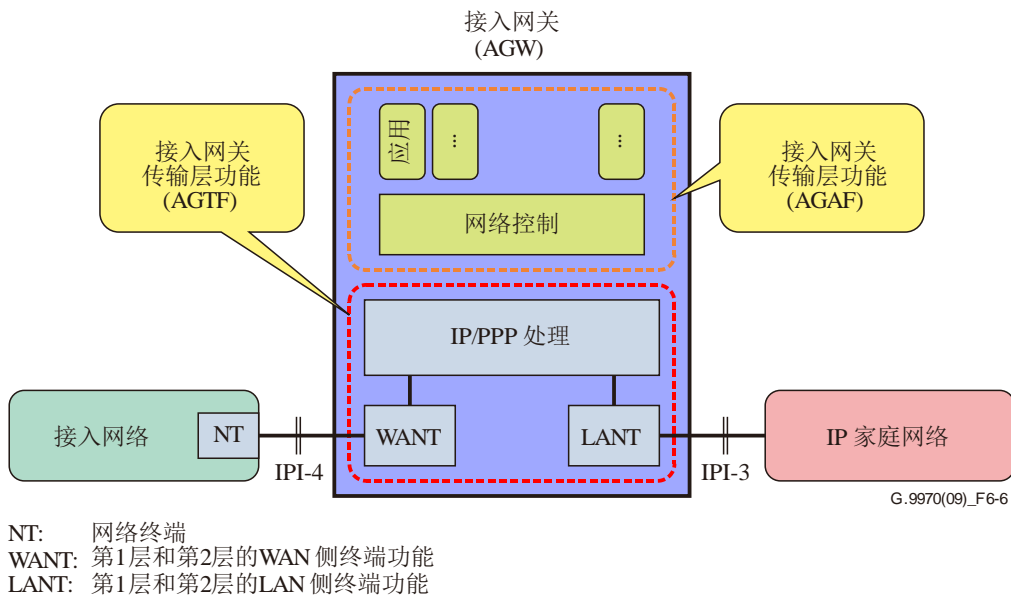 接入网关
(AGW)
应用
...
...
接入网关
传输层功能
(AGTF)
接入网关
传输层功能
(AGAF)
网络控制
IP/PPP 处理
接入网络
NT
IPI-4
WANT
LANT
IPI-3
IP 家庭网络
G.9970(09)_F6-6
NT: 网络终端
WANT: 第1层和第2层的WAN 侧终端功能
LANT: 第1层和第2层的LAN 侧终端功能